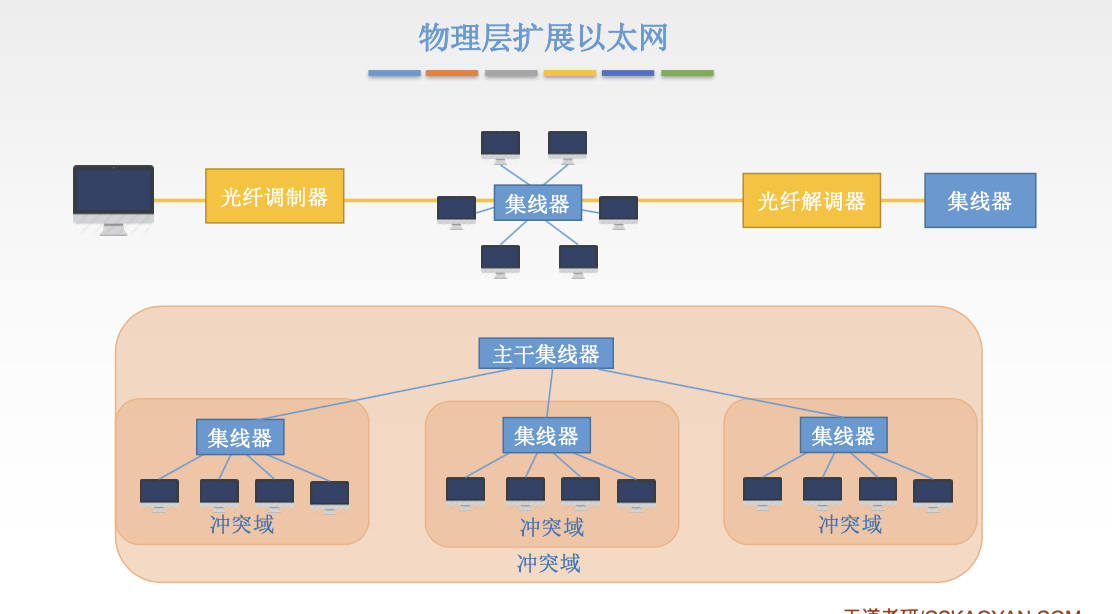 物理层扩展以太网
光纤调制器
集线器
光纤解调器
集线器
主干集线器
集线器
集线器
集线器
冲突域
冲突域
冲突域
冲突域
王道考研/CSKAOYAN.COM